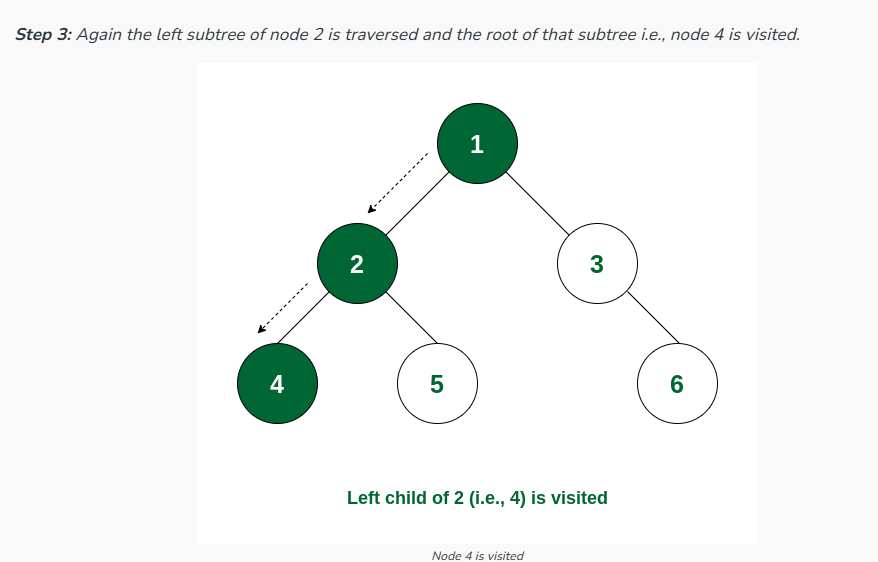 Step 3: Again the left subtree of node 2 is traversed and the root of that subtree i.e., node 4 is visited.
1
2
3
4
5
6
Left child of 2 (i.e., 4) is visited
Node 4 is visited